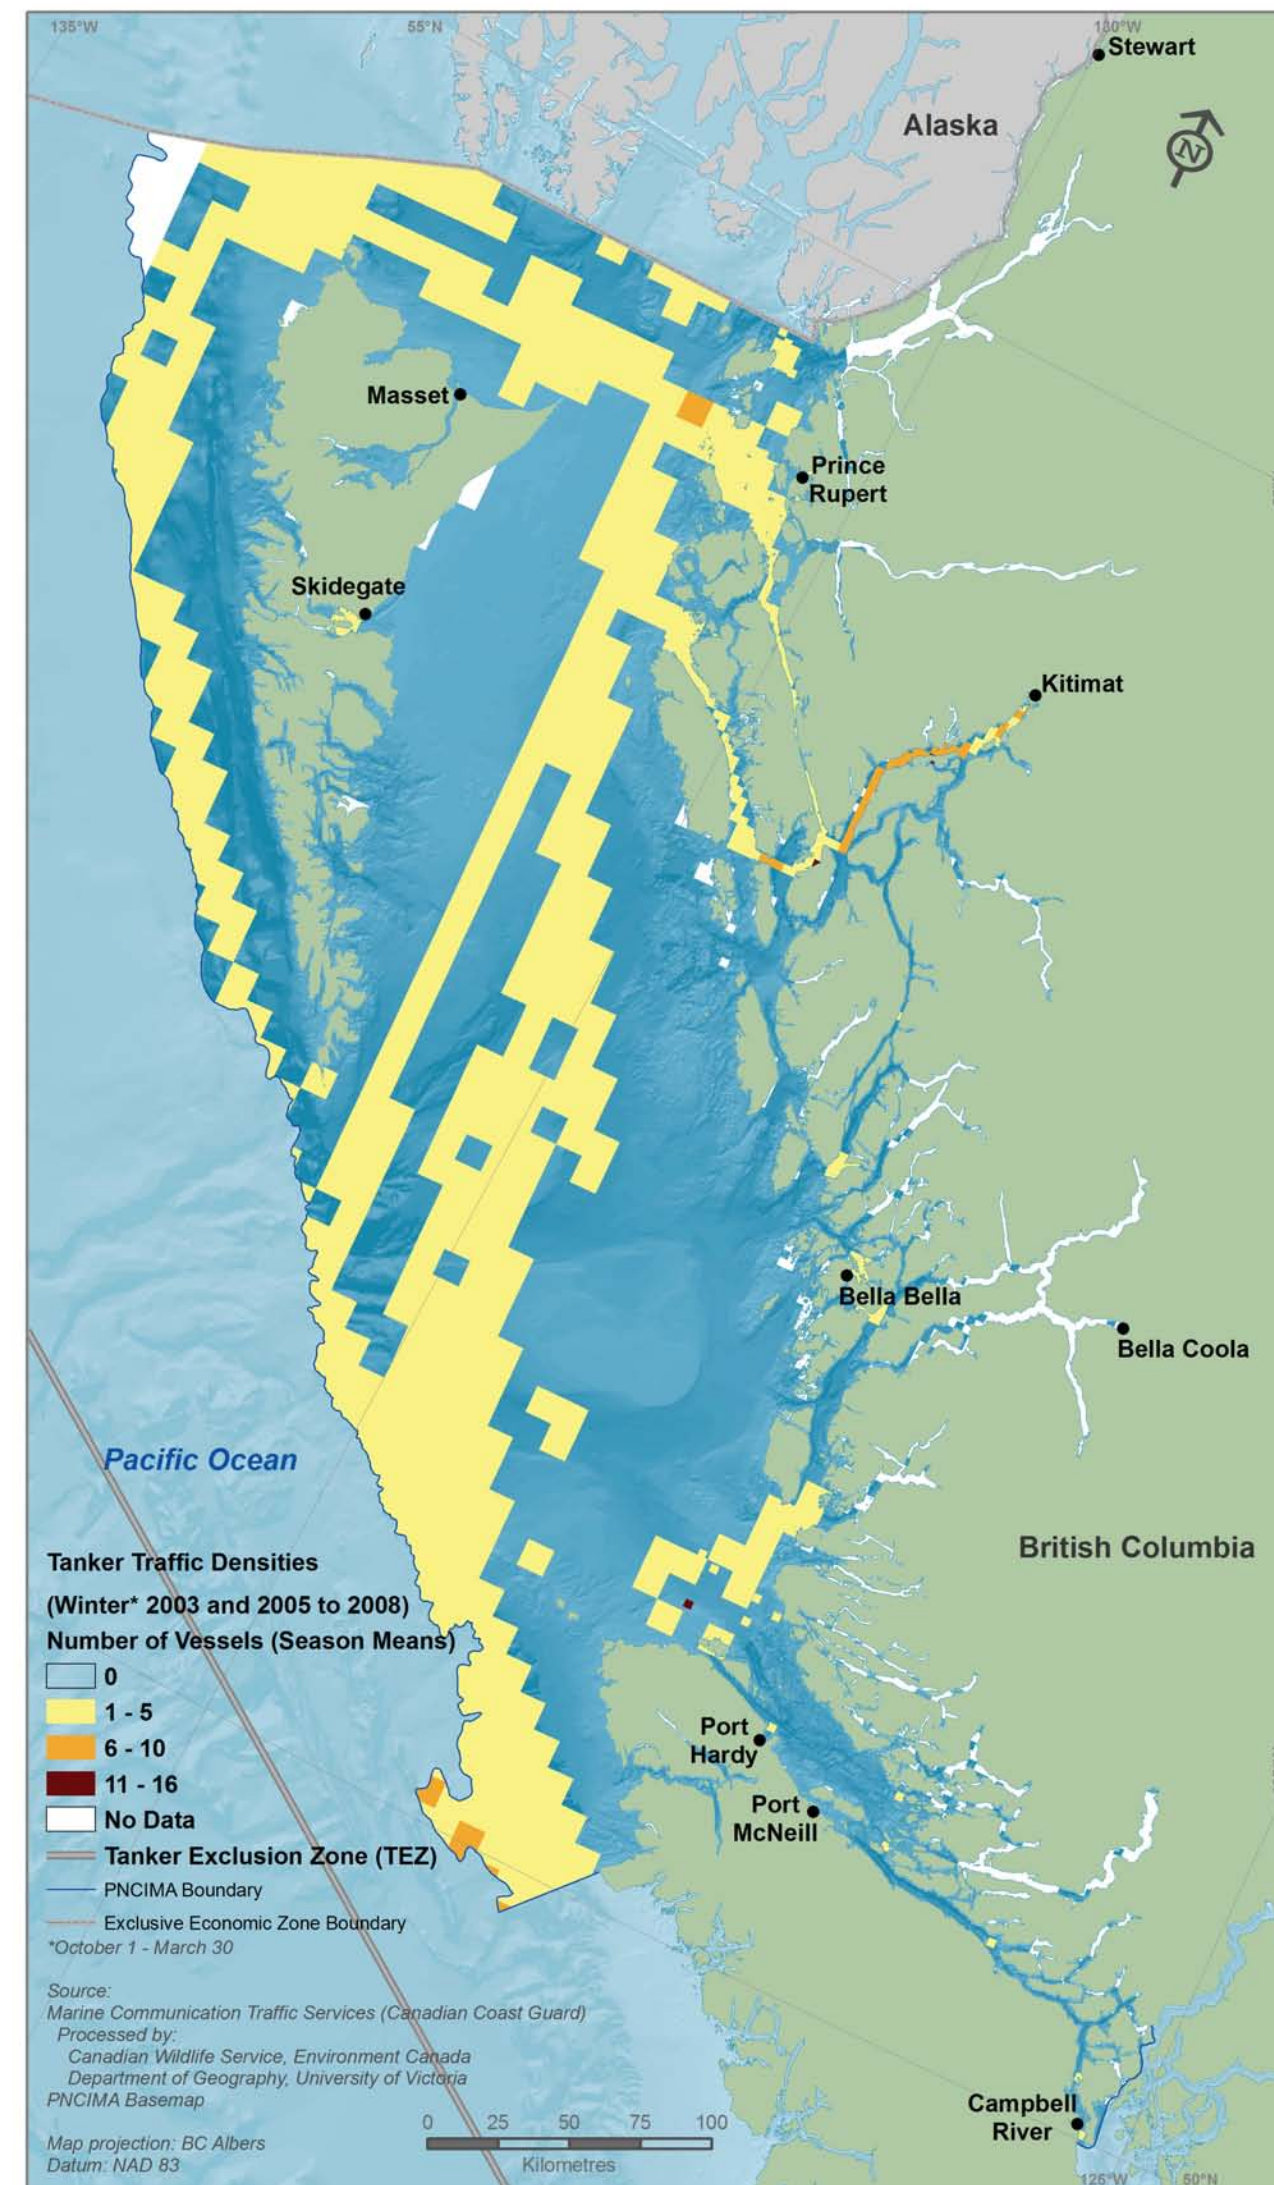 135°W
55°N
130°W
Stewart
Alaska
N
Masset
Prince
Rupert
Skidegate
Kitimat
Bella Bella
Bella Coola
Pacific Ocean
British Columbia
Port
Hardy
Port
McNeill
Campbell
River
Tanker Traffic Densities
(Winter* 2003 and 2005 to 2008)
Number of Vessels (Season Means)
0
1 - 5
6 - 10
11 - 16
No Data
Tanker Exclusion Zone (TEZ)
PNCIMA Boundary
Exclusive Economic Zone Boundary
*October 1 - March 30
Source:
Marine Communication Traffic Services (Canadian Coast Guard)
Processed by:
Canadian Wildlife Service, Environment Canada
Department of Geography, University of Victoria
PNCIMA Basemap
Map projection: BC Albers
Datum: NAD 83
0 25 50 75 100
Kilometres
125°W
50°N